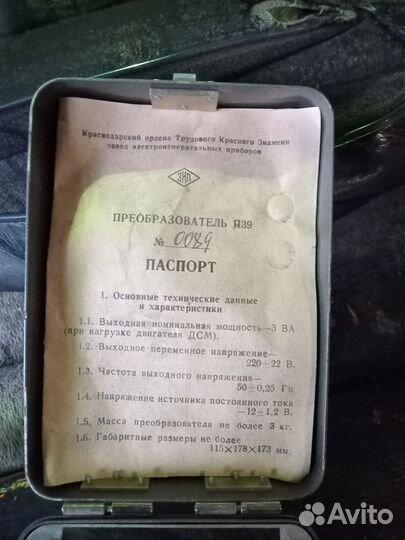 Краснодарский ордена Трудового Красного Знамени
завод электроизмерительных приборов
ЗИП
ПРЕОБРАЗОВАТЕЛЬ П39
№ 0089
ПАСПОРТ
1. Основные технические данные
и характеристики
1.1. Выходная номинальная мощность—3 ВА
(при нагрузке двигателя ДСМ).
1.2. Выходное переменное напряжение—
220±22 В.
1.3. Частота выходного напряжения—
50±0,25 Гц
1.4. Напряжение источника постоянного тока
—12±1,2 В.
1.5. Масса преобразователя не более 3 кг.
1.6. Габаритные размеры не более
115×178×173 мм.
Avito